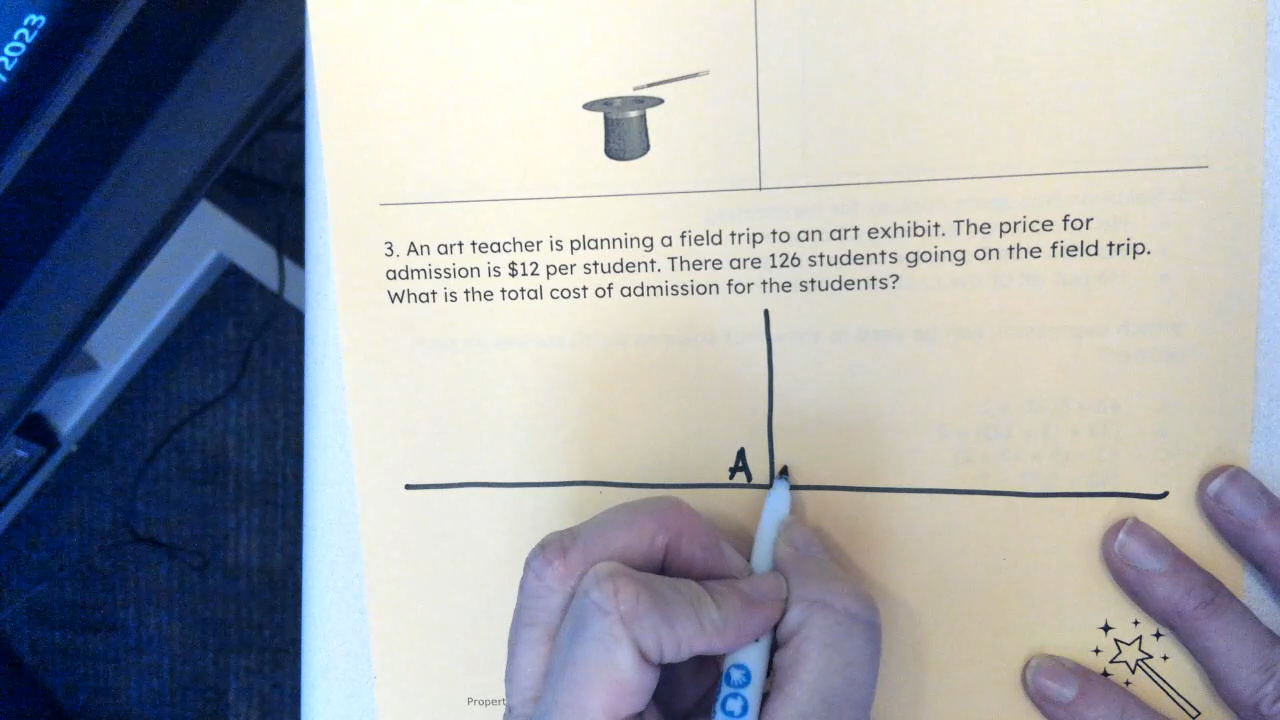 2023
3. An art teacher is planning a field trip to an art exhibit. The price for
admission is $12 per student. There are 126 students going on the field trip.
What is the total cost of admission for the students?
A
Propert